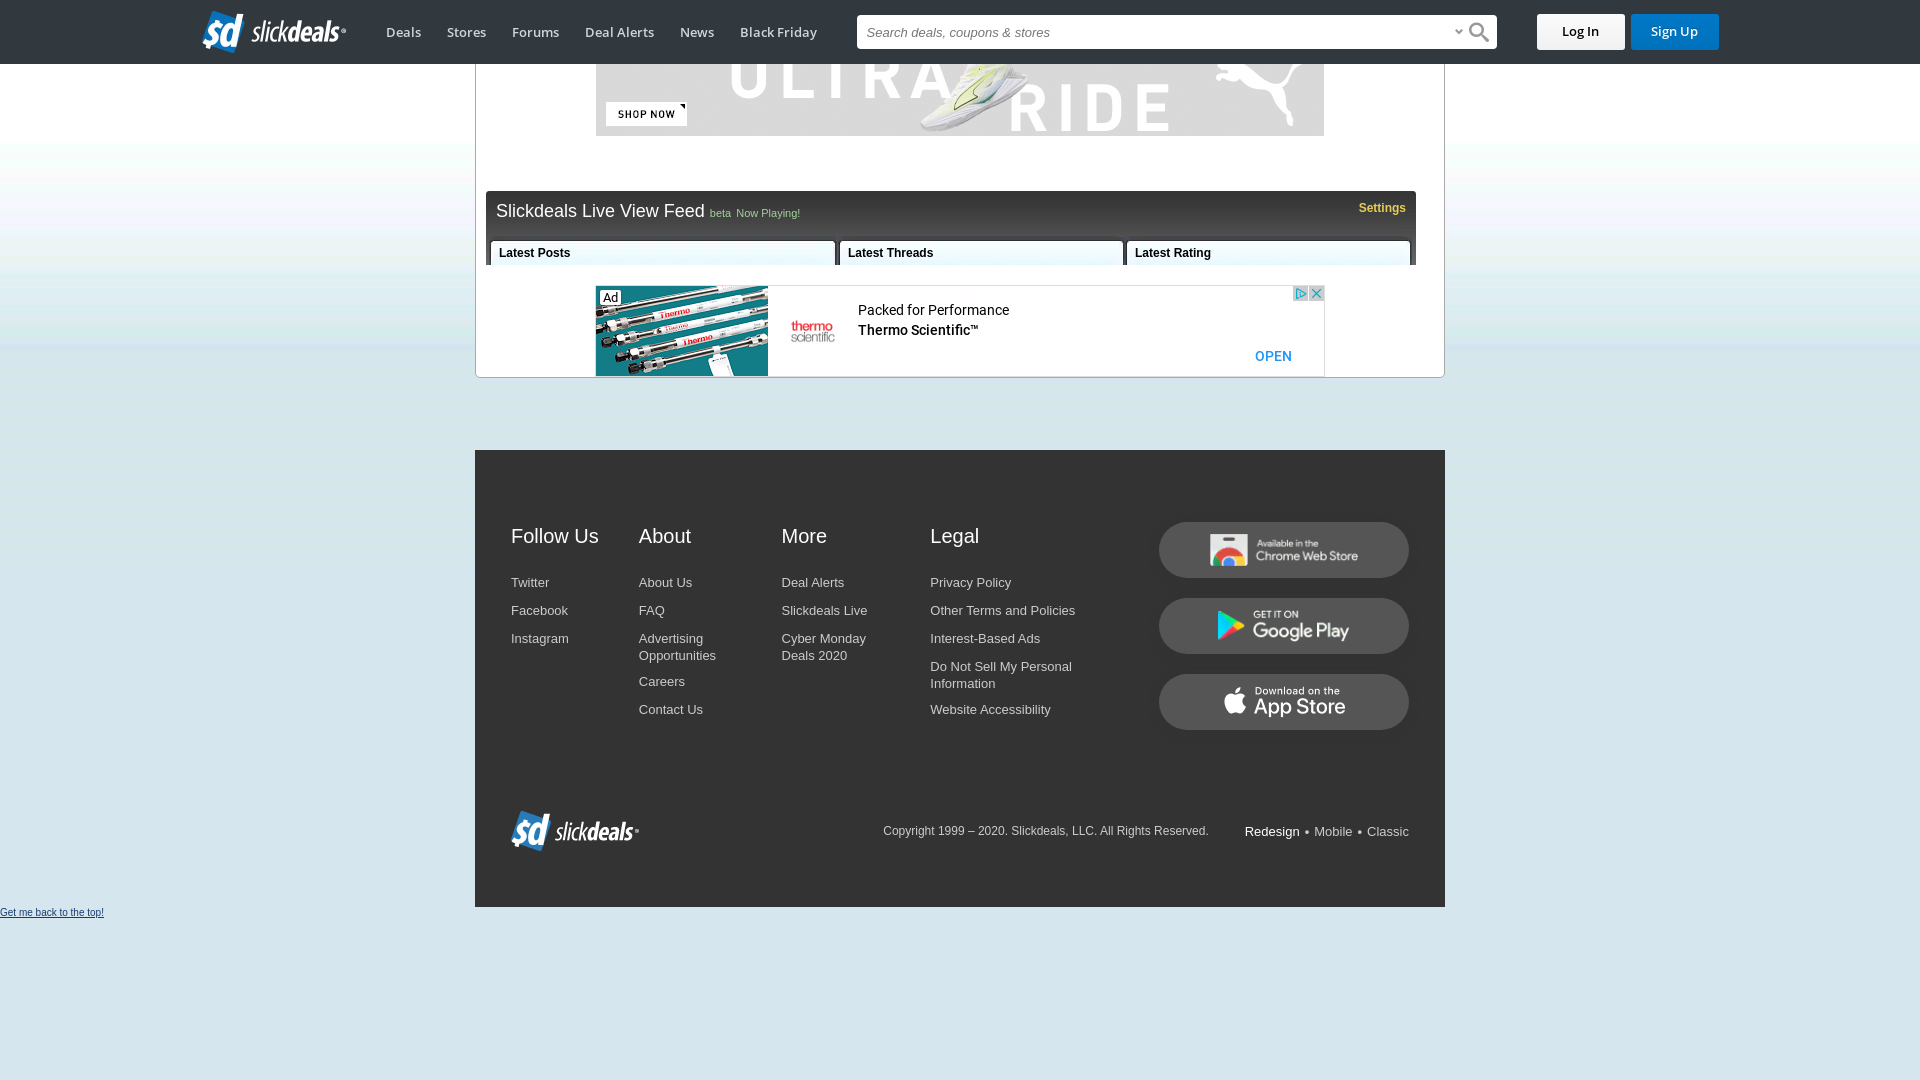 slickdeals
Deals
Stores
Forums
Deal Alerts
News
Black Friday
Search deals, coupons & stores
Log In
Sign Up
ULTRA
RIDE
SHOP NOW
Slickdeals Live View Feed beta Now Playing!
Settings
Latest Posts
Latest Threads
Latest Rating
Ad
Thermo
Thermo
Thermo
thermo
scientific
Packed for Performance
Thermo Scientific™
OPEN
Follow Us
Twitter
Facebook
Instagram
About
About Us
FAQ
Advertising
Opportunities
Careers
Contact Us
More
Deal Alerts
Slickdeals Live
Cyber Monday
Deals 2020
Legal
Privacy Policy
Other Terms and Policies
Interest-Based Ads
Do Not Sell My Personal
Information
Website Accessibility
Available in the
Chrome Web Store
GET IT ON
Google Play
Download on the
App Store
slickdeals
Copyright 1999 – 2020. Slickdeals, LLC. All Rights Reserved.
Redesign • Mobile • Classic
Get me back to the top!